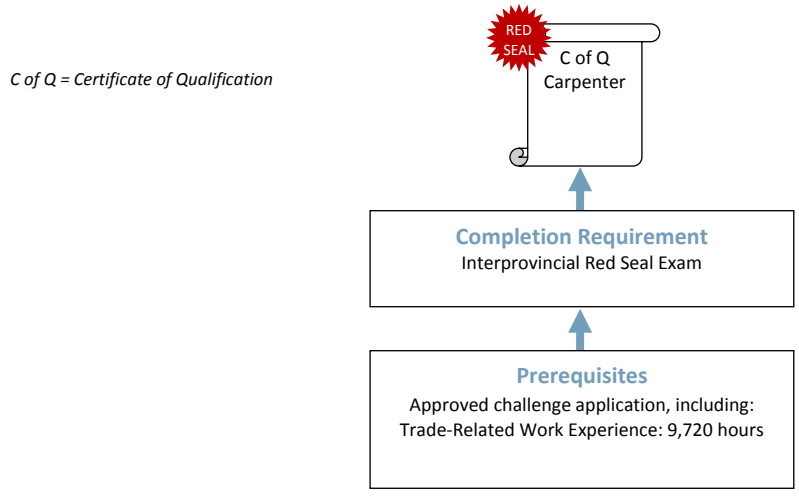 RED
SEAL
C of Q
Carpenter
C of Q = Certificate of Qualification
Completion Requirement
Interprovincial Red Seal Exam
Prerequisites
Approved challenge application, including:
Trade-Related Work Experience: 9,720 hours